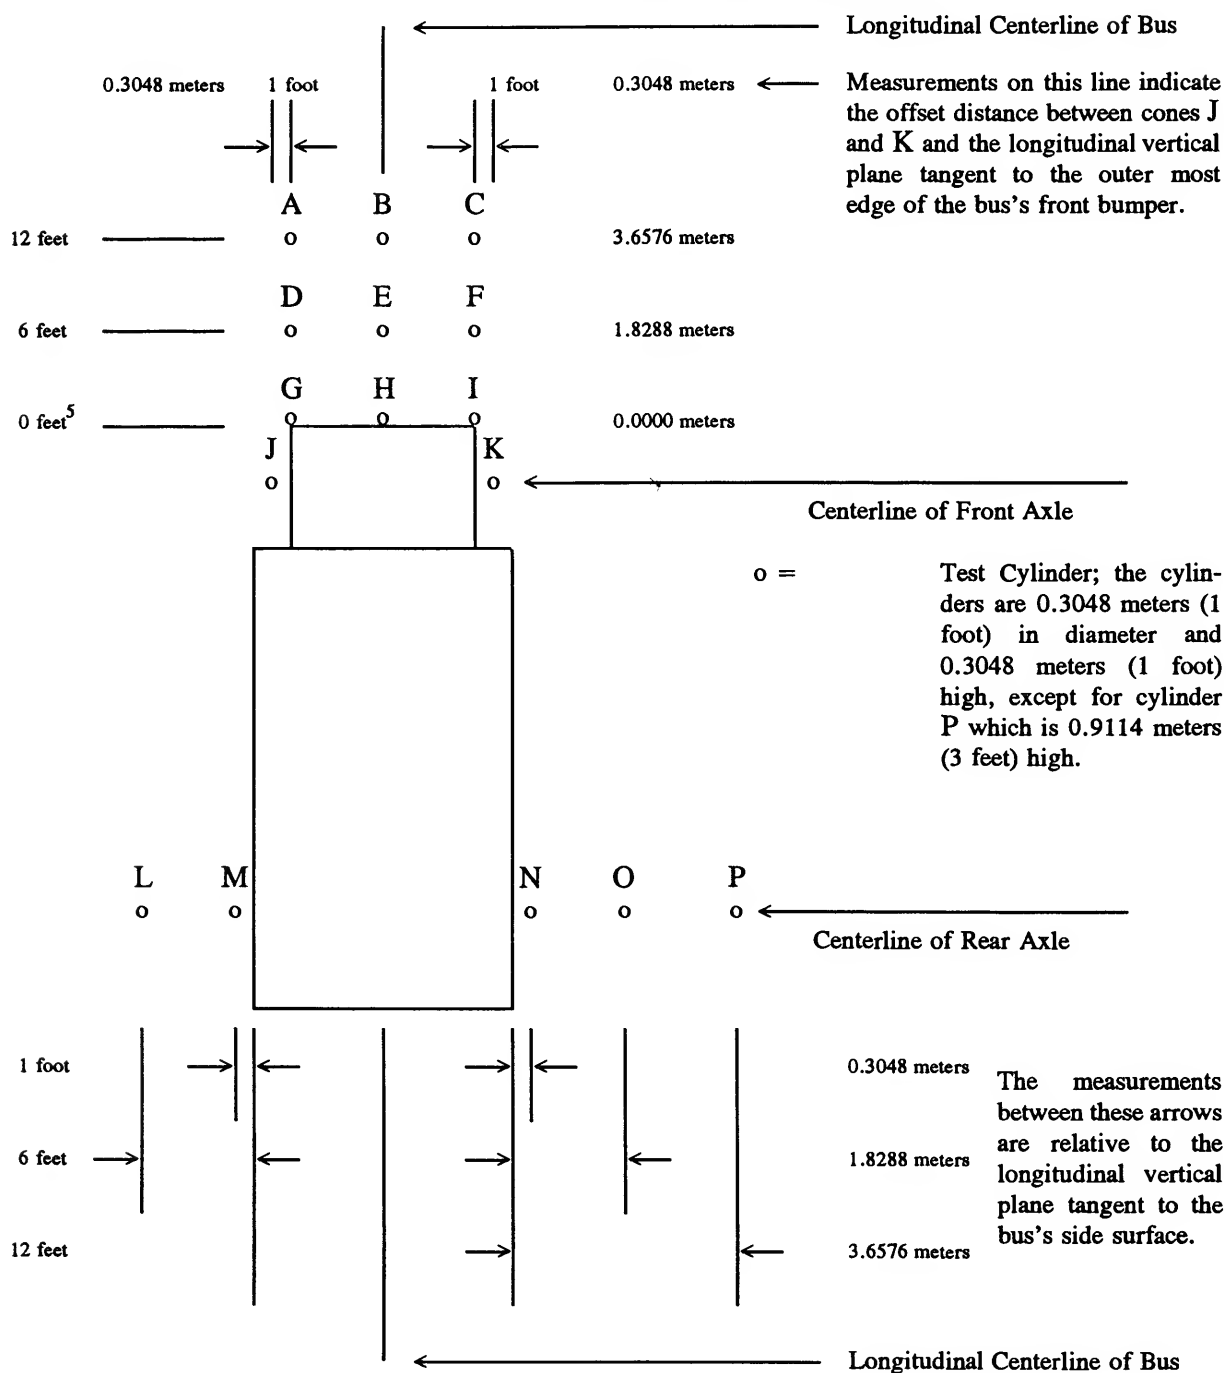 Longitudinal Centerline of Bus
0.3048 meters 1 foot 1 foot 0.3048 meters
Measurements on this line indicate
the offset distance between cones J
and K and the longitudinal vertical
plane tangent to the outer most
edge of the bus's front bumper.
A B C
12 feet o o o 3.6576 meters
D E F
6 feet o o o 1.8288 meters
G H I
0 feet5 o o o 0.0000 meters
J K
o o
Centerline of Front Axle
o = Test Cylinder; the cylin-
ders are 0.3048 meters (1
foot) in diameter and
0.3048 meters (1 foot)
high, except for cylinder
P which is 0.9114 meters
(3 feet) high.
L M N O P
o o o o o
Centerline of Rear Axle
1 foot 0.3048 meters
6 feet 1.8288 meters
12 feet 3.6576 meters
The measurements
between these arrows
are relative to the
longitudinal vertical
plane tangent to the
bus's side surface.
Longitudinal Centerline of Bus